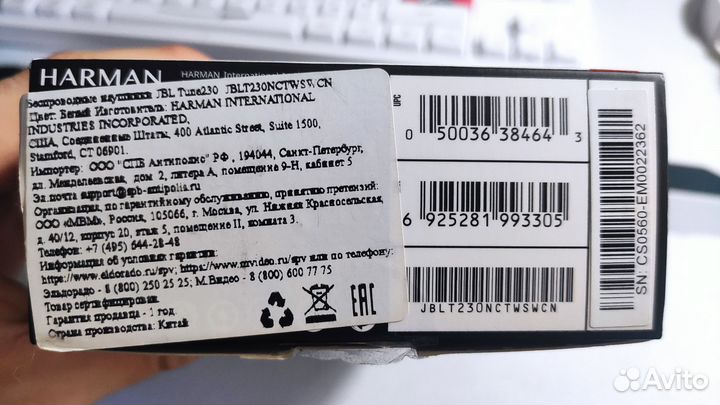 HARMAN HARMAN International
Беспроводные наушники JBL Tune230 JBLT230NCTWSWCN
Цвет: Белый Изготовитель: HARMAN INTERNATIONAL
INDUSTRIES INCORPORATED,
США, Соединенные Штаты, 400 Atlantic Street, Suite 1500,
Stamford, CT 06901.
Импортер: ООО "СПБ Антиполис" РФ, 194044, Санкт-Петербург,
дл. Менделеевская, дом 2, литера А, помещение 9-Н, кабинет 5
Эл.почта support@spb-antipolia.ru
Организация, по гарантийному обслуживанию, принятию претензий:
ООО «МВМ», Россия, 105066, г. Москва, ул. Нижняя Красносельская,
д. 40/12, корпус 20, этаж 5, помещение II, комната 3.
Телефон: +7 (495) 644-28-48
Информация об условиях гарантии:
https://www.eldorado.ru/spv; https://www.mvideo.ru/spv или по телефону:
Эльдорадо - 8 (800) 250 25 25; М.Видео - 8 (800) 600 77 75
Товар сертифицирован.
Гарантия продавца - 1 год
Страна производства: Китай
EAC
UPC
0 50036 38464 3
6 925281 993305
JBLT230NCTWSWCN
SN: CS0560-EM0022362
Avito